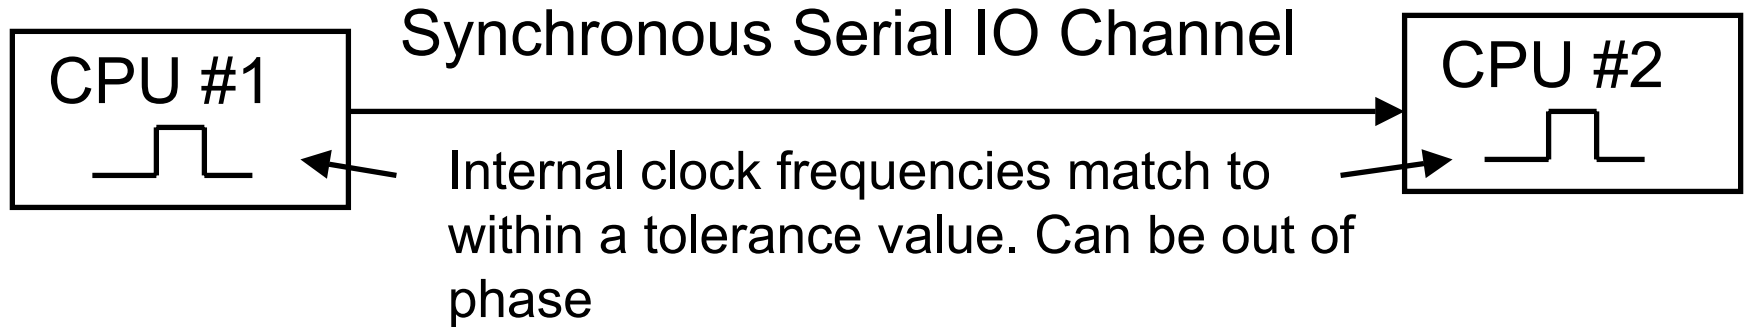 Synchronous Serial IO Channel
CPU #1
CPU #2
Internal clock frequencies match to
within a tolerance value. Can be out of
phase